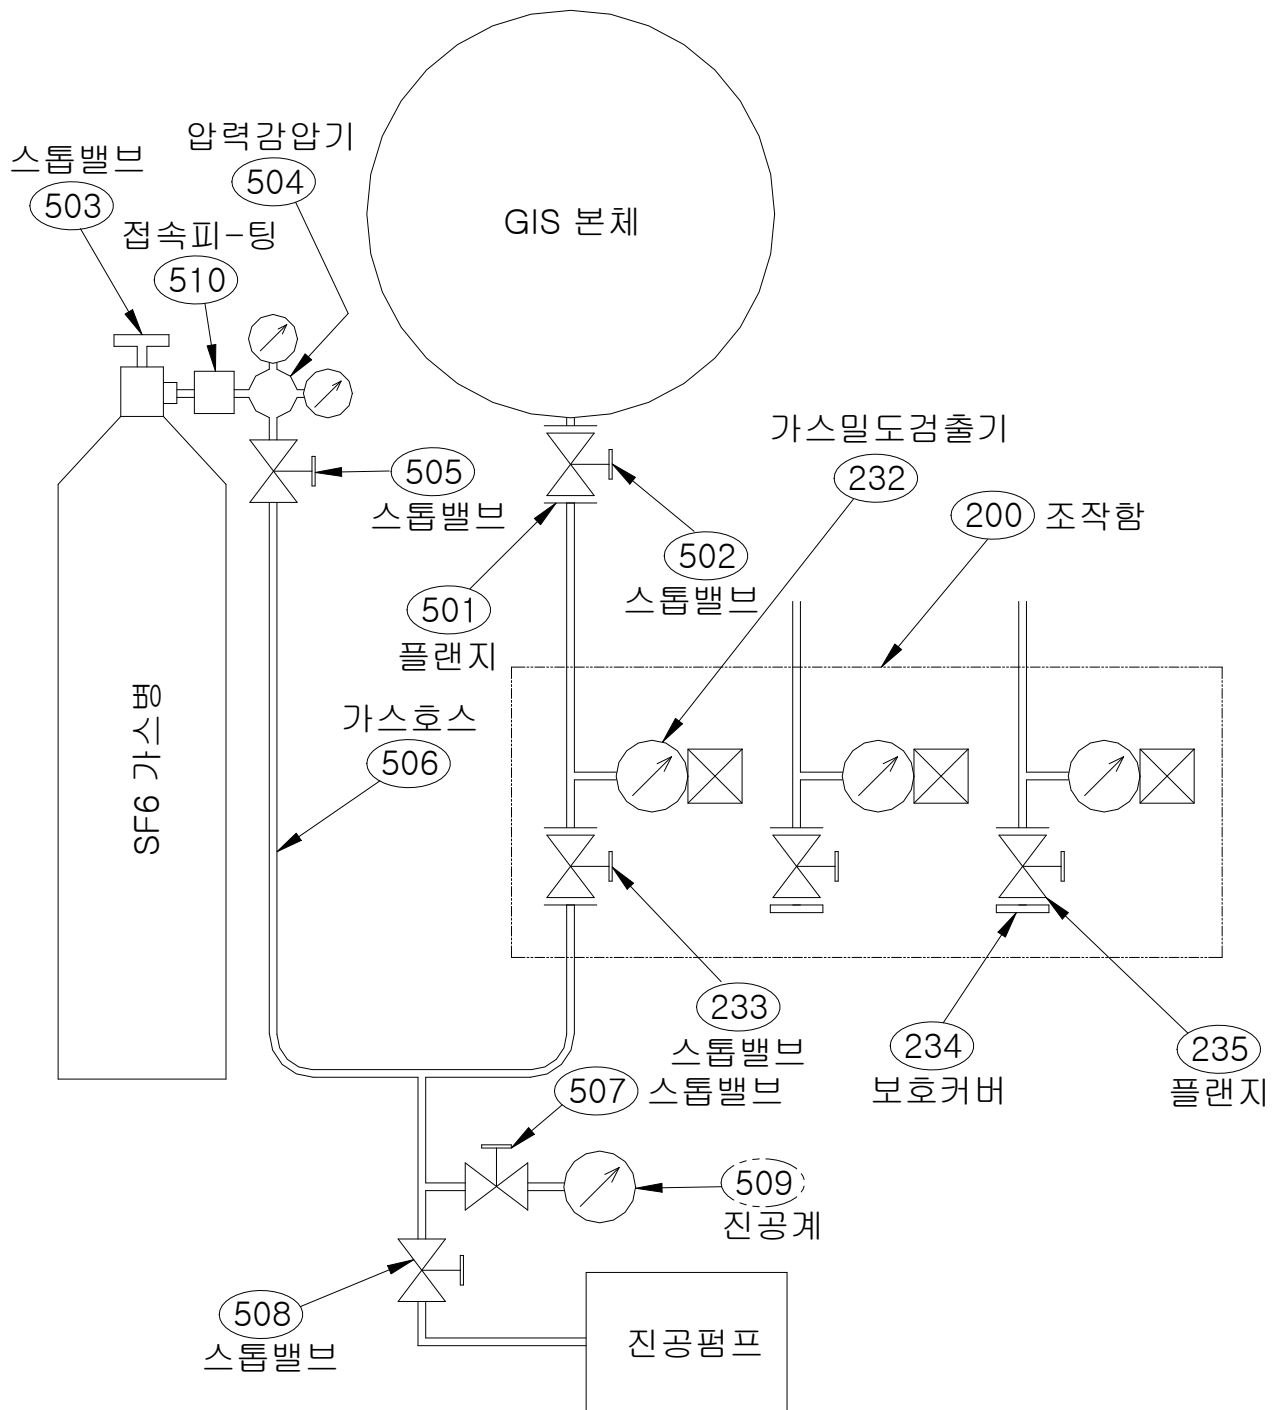 압력감압기
504
스톱밸브
503
접속피-팅
510
GIS 본체
가스밀도검출기
232
505
스톱밸브
200 조작함
502
스톱밸브
501
플랜지
SF6 가스병
가스호스
506
233
스톱밸브
234
보호커버
235
플랜지
507 스톱밸브
509
진공계
508
스톱밸브
진공펌프